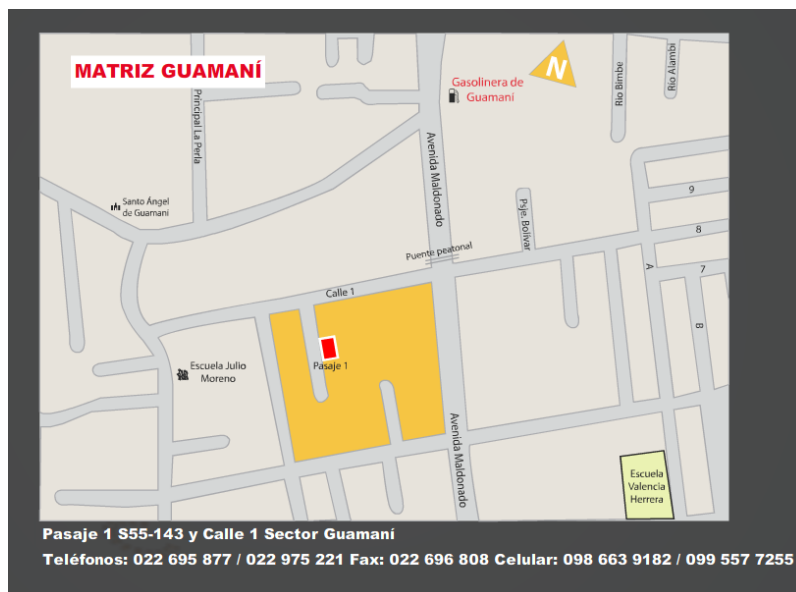 MATRIZ GUAMANÍ
Principal La Perla
Gasolinera de
Guamaní
N
Río Bimbe
Río Alambi
Avenida Maldonado
Santo Ángel
de Guamaní
Psje. Bolívar
9
8
Puente peatonal
A
7
Calle 1
B
Escuela Julio
Moreno
Pasaje 1
Avenida Maldonado
Escuela
Valencia
Herrera
Pasaje 1 S55-143 y Calle 1 Sector Guamaní
Teléfonos: 022 695 877 / 022 975 221 Fax: 022 696 808 Celular: 098 663 9182 / 099 557 7255